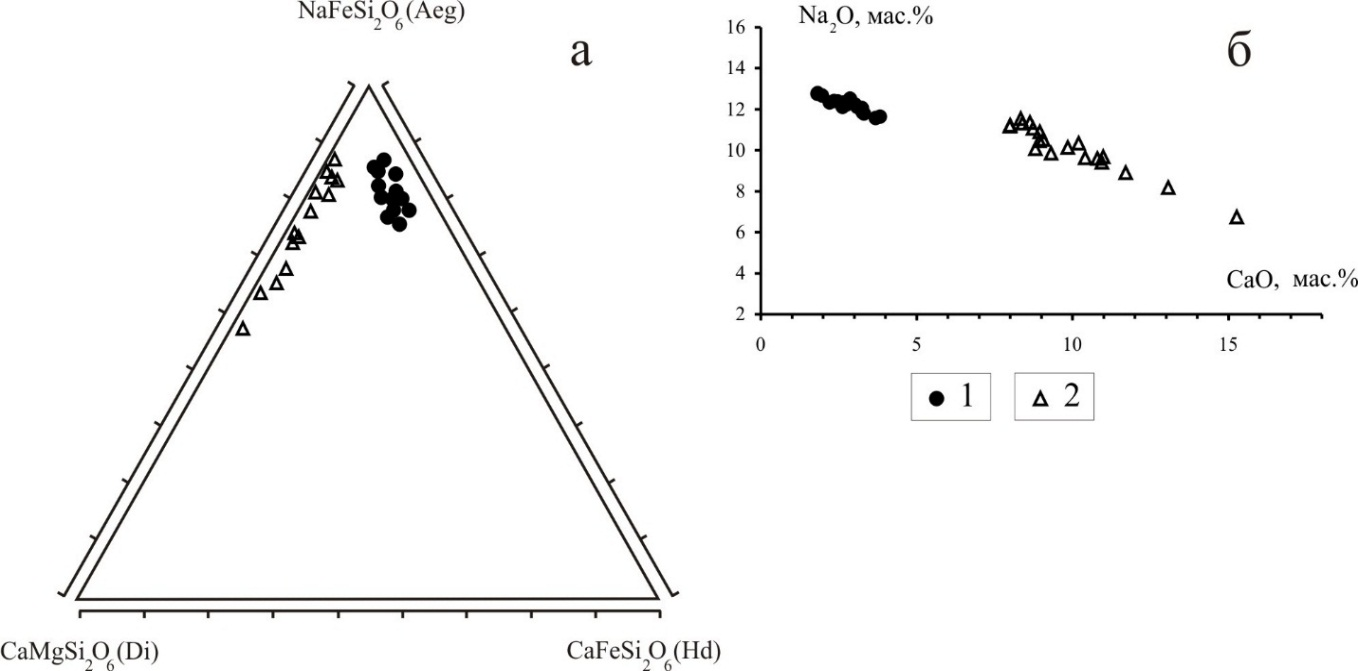 NaFeSi2O6(Aeg)
а
CaMgSi2O6(Di)
CaFeSi2O6(Hd)
Na2O, мас.%
б
16
14
12
10
8
6
4
2
CaO, мас.%
0 5 10 15
1 2